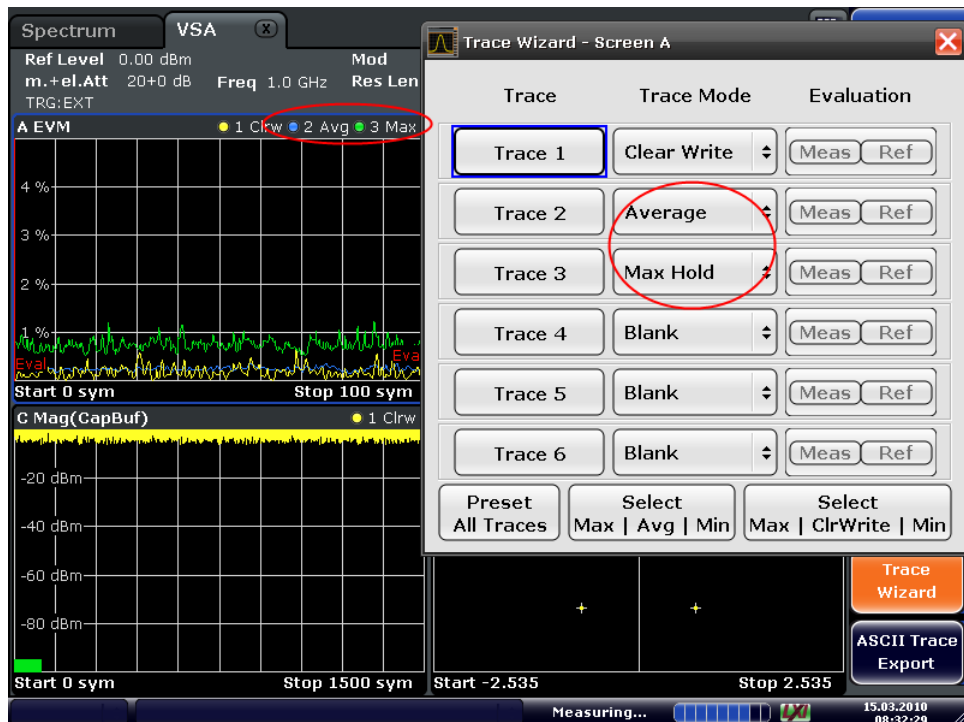 Spectrum
VSA
Ref Level 0.00 dBm Mod
m.+el.Att 20+0 dB Freq 1.0 GHz Res Len
TRG:EXT
A EVM 1 Clrw 2 Avg 3 Max
4 %
3 %
2 %
1 %
Eval
Eva
Start 0 sym Stop 100 sym
C Mag(CapBuf) 1 Clrw
-20 dBm
-40 dBm
-60 dBm
-80 dBm
Start 0 sym Stop 1500 sym
Start -2.535 Stop 2.535
Trace Wizard - Screen A
Trace Trace Mode Evaluation
Trace 1 Clear Write Meas Ref
Trace 2 Average Meas Ref
Trace 3 Max Hold Meas Ref
Trace 4 Blank Meas Ref
Trace 5 Blank Meas Ref
Trace 6 Blank Meas Ref
Preset
All Traces
Select
Max | Avg | Min
Select
Max | ClrWrite | Min
Trace
Wizard
ASCII Trace
Export
Measuring...
LXI
15.03.2010
08:32:29